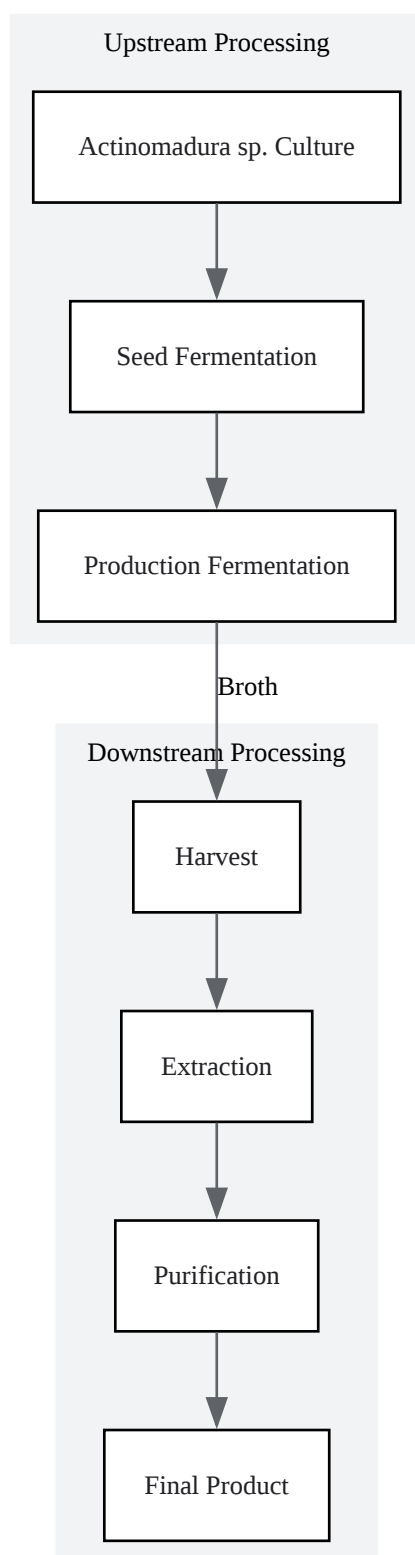 Upstream Processing
Actinomadura sp. Culture
Seed Fermentation
Production Fermentation
Broth
Downstream Processing
Harvest
Extraction
Purification
Final Product